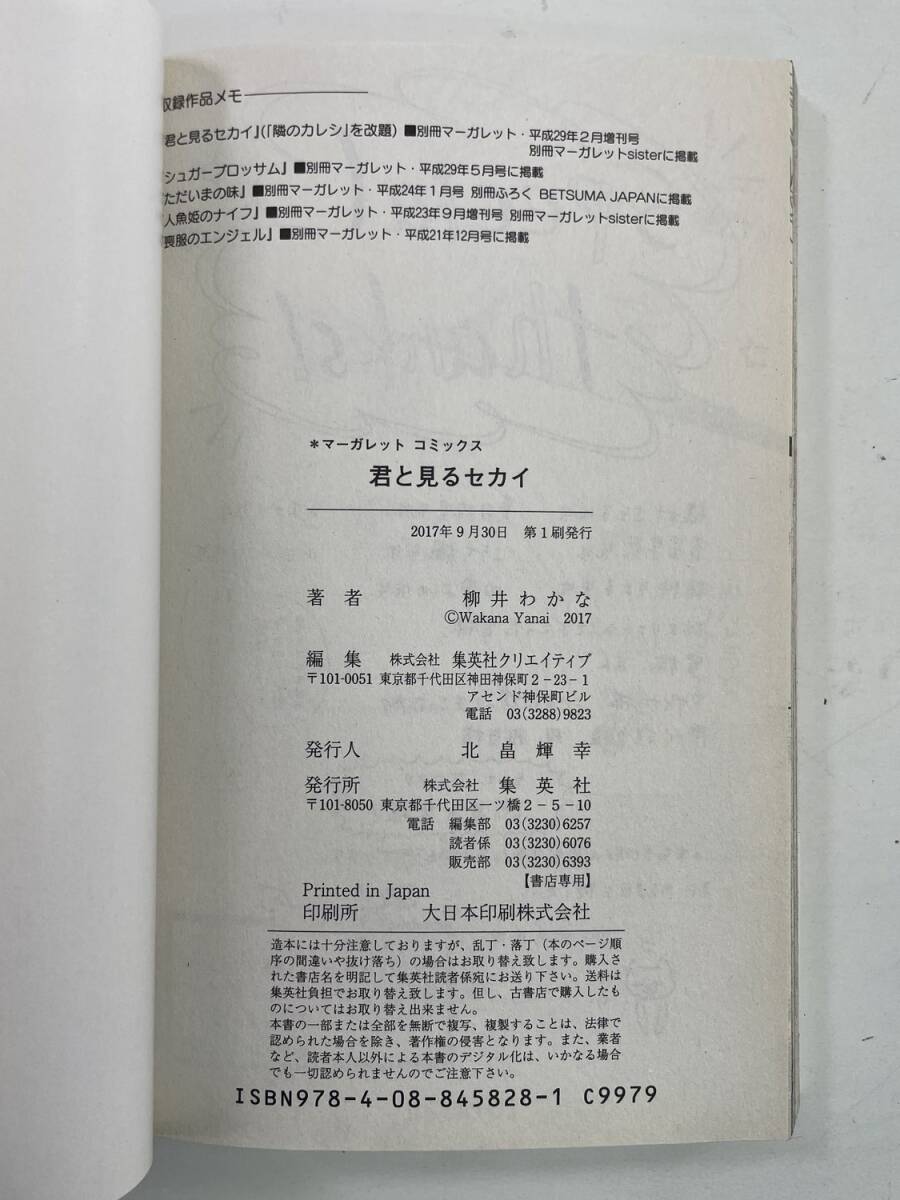 収録作品メモ
君と見るセカイ』(「隣のカレシ」を改題) ■別冊マーガレット・平成29年2月増刊号
別冊マーガレットsisterに掲載
シュガーブロッサム』■別冊マーガレット・平成29年5月号に掲載
ただいまの味』■別冊マーガレット・平成24年1月号 別冊ふろく BETSUMA JAPANに掲載
人魚姫のナイフ』■別冊マーガレット・平成23年9月増刊号 別冊マーガレットsisterに掲載
喪服のエンジェル』■別冊マーガレット・平成21年12月号に掲載
＊マーガレット コミックス
君と見るセカイ
2017年9月30日 第1刷発行
著者 柳井わかな
©Wakana Yanai 2017
編集 株式会社 集英社クリエイティブ
〒101-0051 東京都千代田区神田神保町2－23－1
アセンド神保町ビル
電話 03(3288)9823
発行人 北畠輝幸
発行所 株式会社 集英社
〒101-8050 東京都千代田区一ツ橋2－5－10
電話 編集部 03(3230)6257
読者係 03(3230)6076
販売部 03(3230)6393
【書店専用】
Printed in Japan
印刷所 大日本印刷株式会社
造本には十分注意しておりますが、乱丁・落丁（本のページ順
序の間違いや抜け落ち）の場合はお取り替え致します。購入さ
れた書店名を明記して集英社読者係宛にお送り下さい。送料は
集英社負担でお取り替え致します。但し、古書店で購入したも
のについてはお取り替え出来ません。
本書の一部または全部を無断で複写、複製することは、法律で
認められた場合を除き、著作権の侵害となります。また、業者
など、読者本人以外による本書のデジタル化は、いかなる場合
でも一切認められませんのでご注意下さい。
ISBN978-4-08-845828-1 C9979